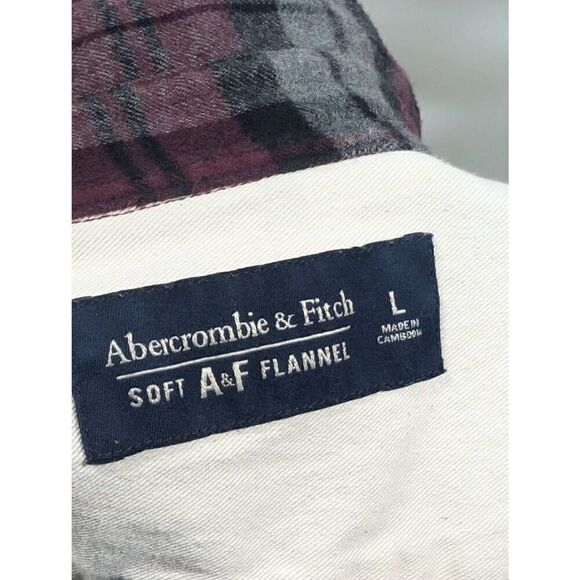 Abercrombie & Fitch
SOFT A&F FLANNEL
L
MADE IN
CAMBODIA